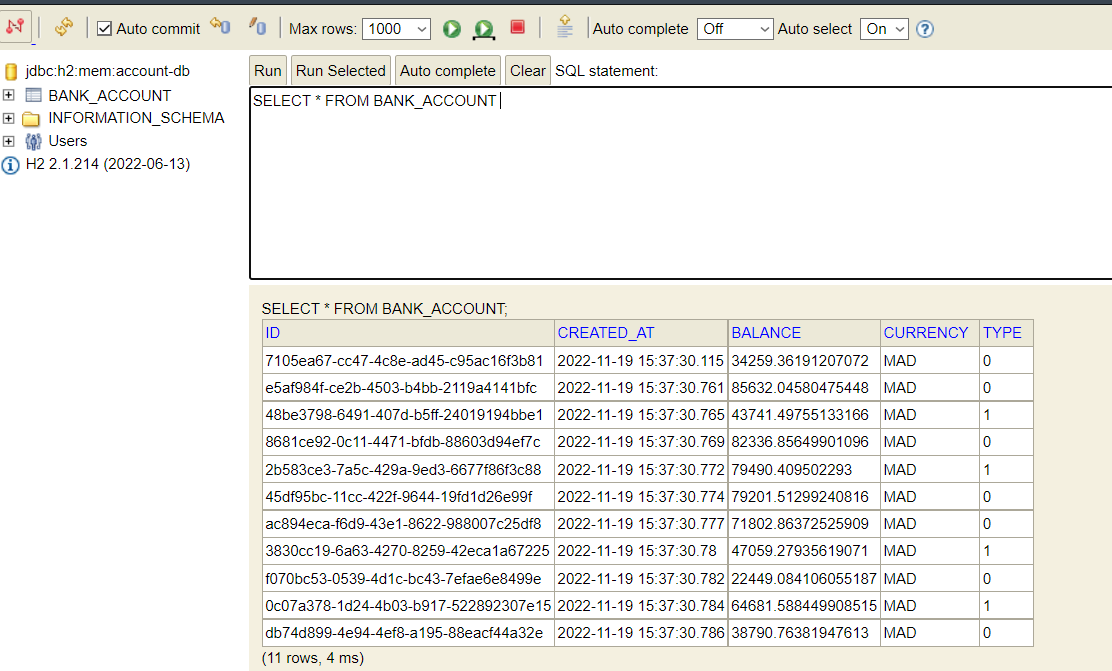 Auto commit Max rows: 1000 Auto complete Off Auto select On
jdbc:h2:mem:account-db
BANK_ACCOUNT
INFORMATION_SCHEMA
Users
H2 2.1.214 (2022-06-13)
Run Run Selected Auto complete Clear SQL statement:
SELECT * FROM BANK_ACCOUNT
SELECT * FROM BANK_ACCOUNT;
ID CREATED_AT BALANCE CURRENCY TYPE
7105ea67-cc47-4c8e-ad45-c95ac16f3b81 2022-11-19 15:37:30.115 34259.36191207072 MAD 0
e5af984f-ce2b-4503-b4bb-2119a4141bfc 2022-11-19 15:37:30.761 85632.04580475448 MAD 0
48be3798-6491-407d-b5ff-24019194bbe1 2022-11-19 15:37:30.765 43741.49755133166 MAD 1
8681ce92-0c11-4471-bfdb-88603d94ef7c 2022-11-19 15:37:30.769 82336.85649901096 MAD 0
2b583ce3-7a5c-429a-9ed3-6677f86f3c88 2022-11-19 15:37:30.772 79490.409502293 MAD 1
45df95bc-11cc-422f-9644-19fd1d26e99f 2022-11-19 15:37:30.774 79201.51299240816 MAD 0
ac894eca-f6d9-43e1-8622-988007c25df8 2022-11-19 15:37:30.777 71802.86372525909 MAD 0
3830cc19-6a63-4270-8259-42eca1a67225 2022-11-19 15:37:30.78 47059.27935619071 MAD 1
f070bc53-0539-4d1c-bc43-7efae6e8499e 2022-11-19 15:37:30.782 22449.084106055187 MAD 0
0c07a378-1d24-4b03-b917-522892307e15 2022-11-19 15:37:30.784 64681.588449908515 MAD 1
db74d899-4e94-4ef8-a195-88eacf44a32e 2022-11-19 15:37:30.786 38790.76381947613 MAD 0
(11 rows, 4 ms)